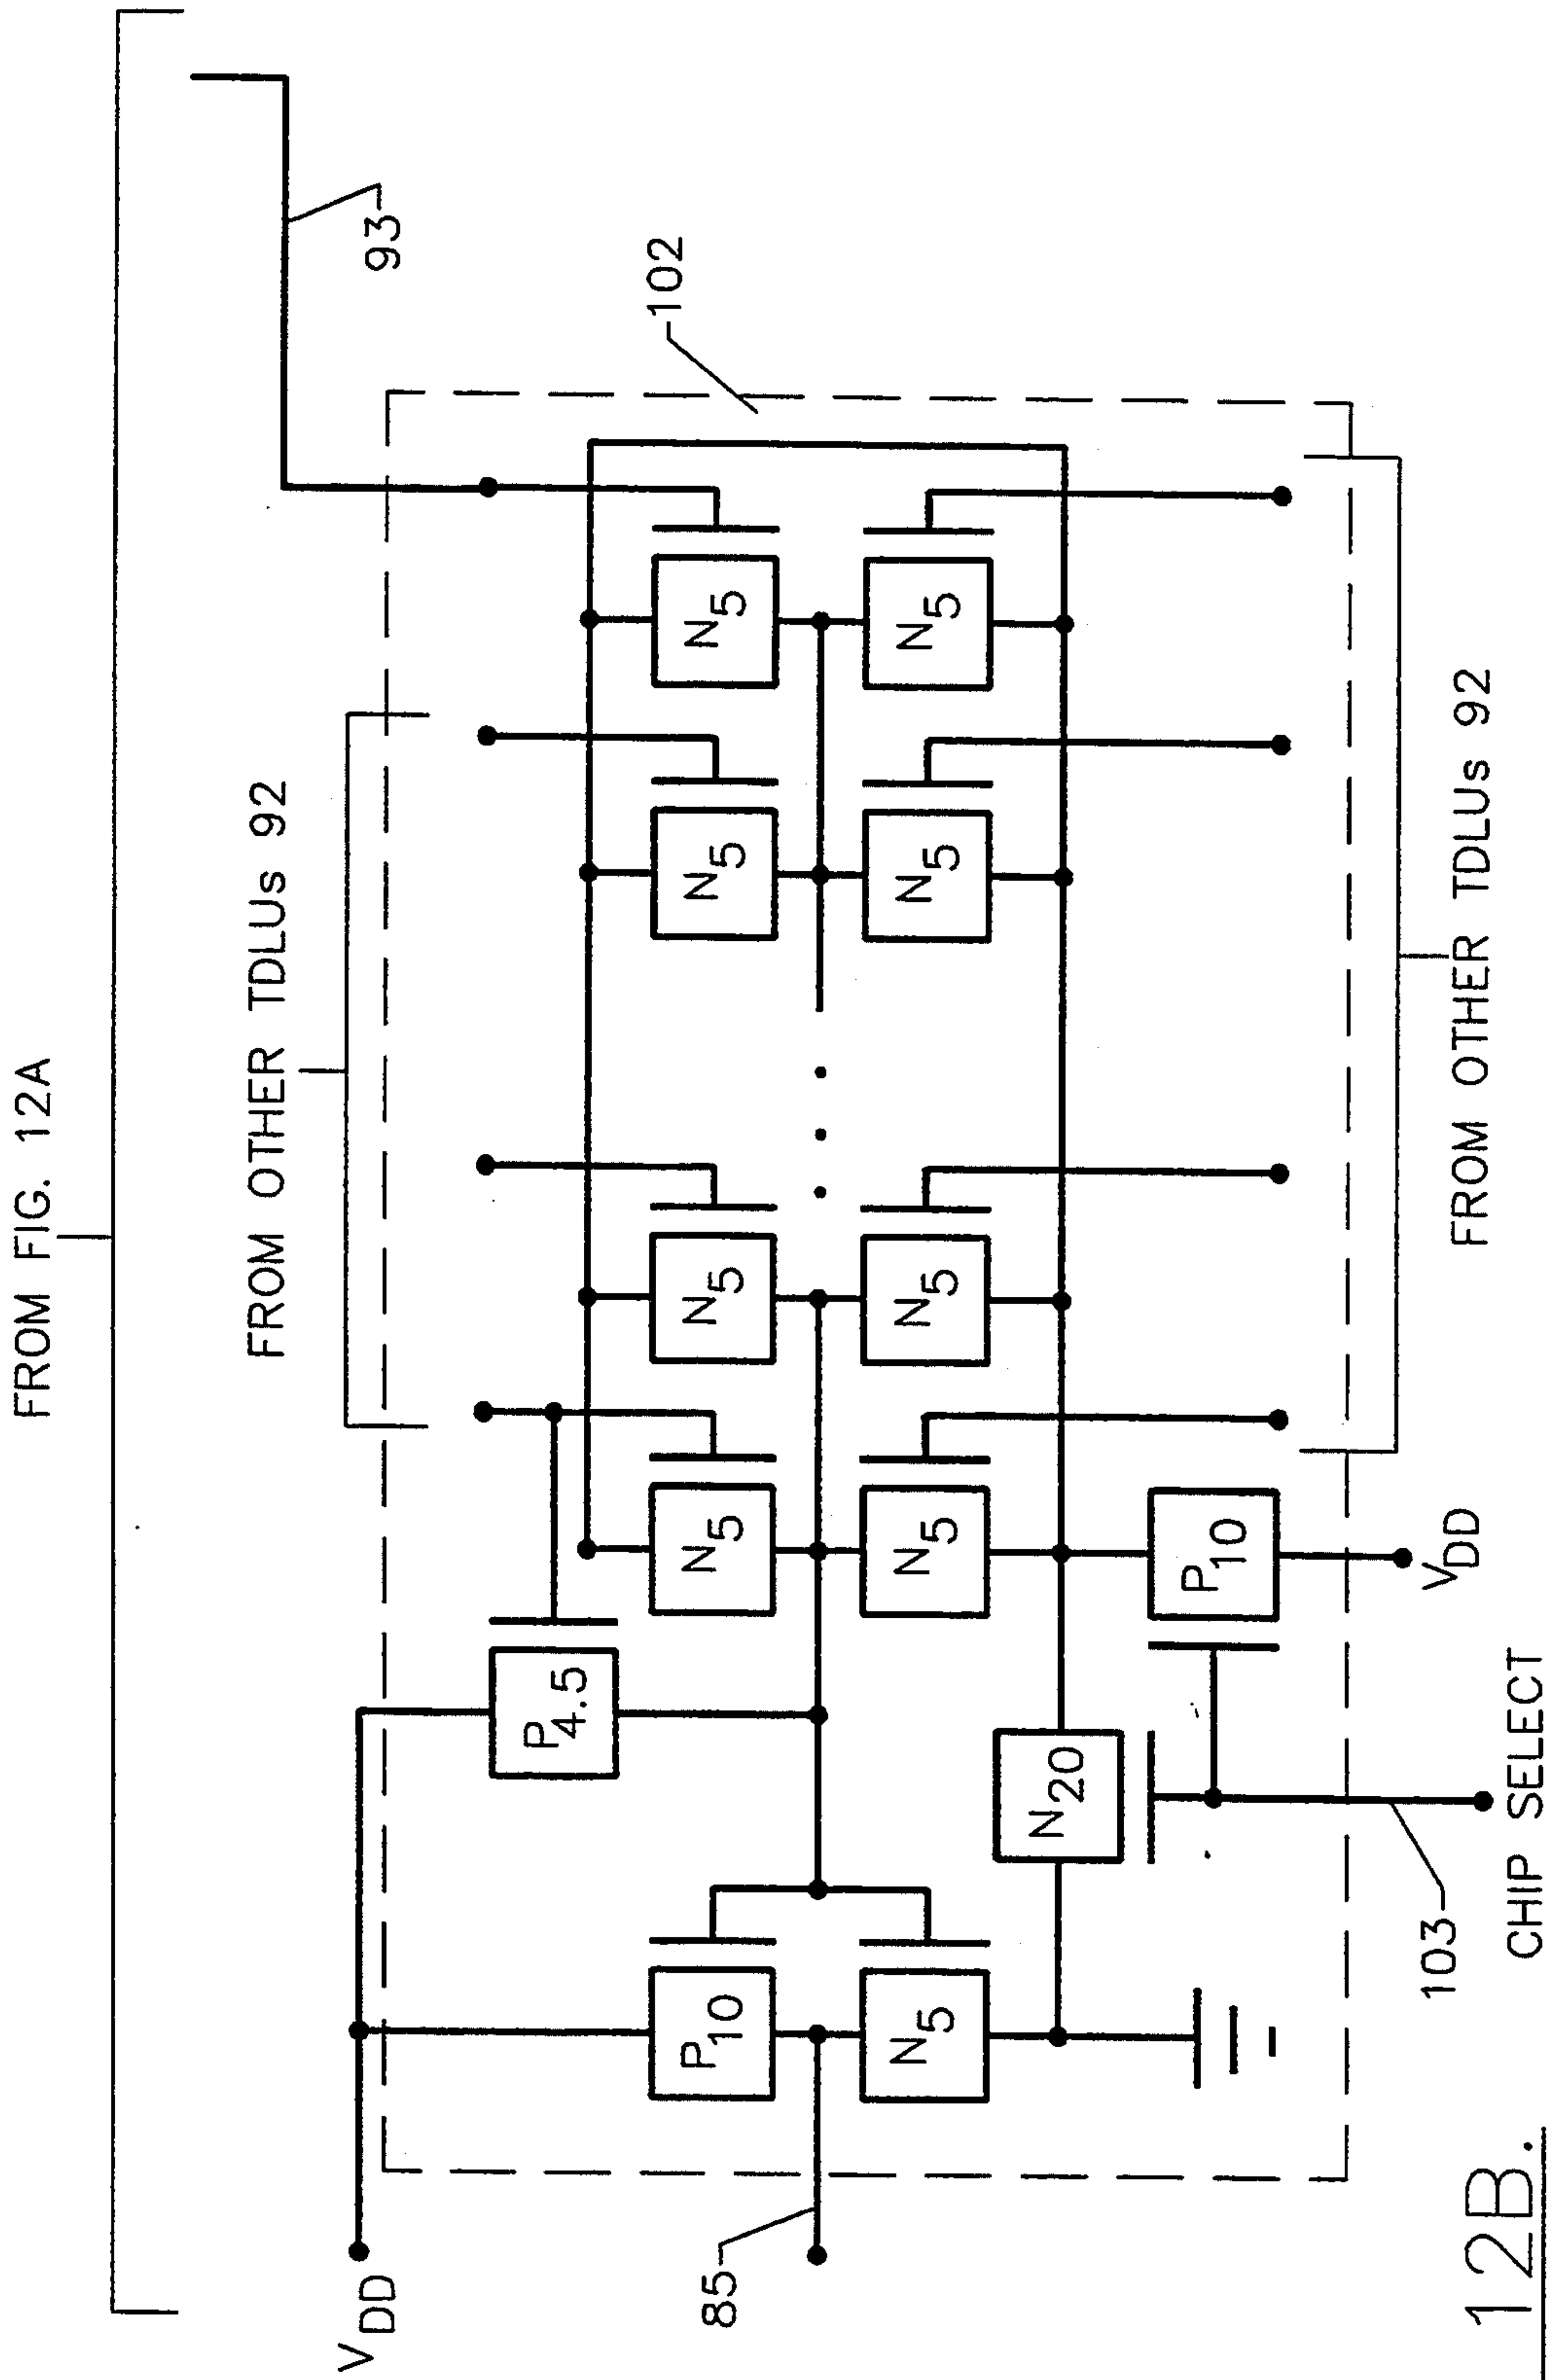 FROM FIG. 12A
FROM OTHER TDLUs 92
93
102
VDD
P4.5
P10
N5
N5
N5
N5
N5
85
N5
N5
N5
N5
N20
P10
103
CHIP SELECT
VDD
FROM OTHER TDLUs 92
12B.